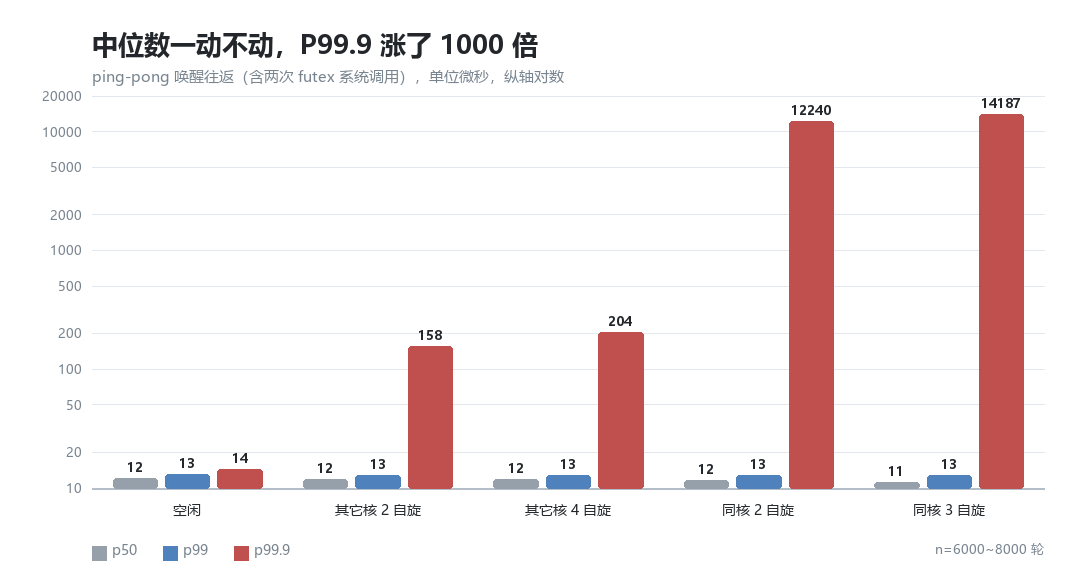 中位数一动不动，P99.9 涨了 1000 倍
ping-pong 唤醒往返（含两次 futex 系统调用），单位微秒，纵轴对数
20000
10000
5000
2000
1000
500
200
100
50
20
10
12
13
14
12
13
158
12
13
204
12
13
12240
11
13
14187
空闲
其它核 2 自旋
其它核 4 自旋
同核 2 自旋
同核 3 自旋
p50
p99
p99.9
n=6000~8000 轮